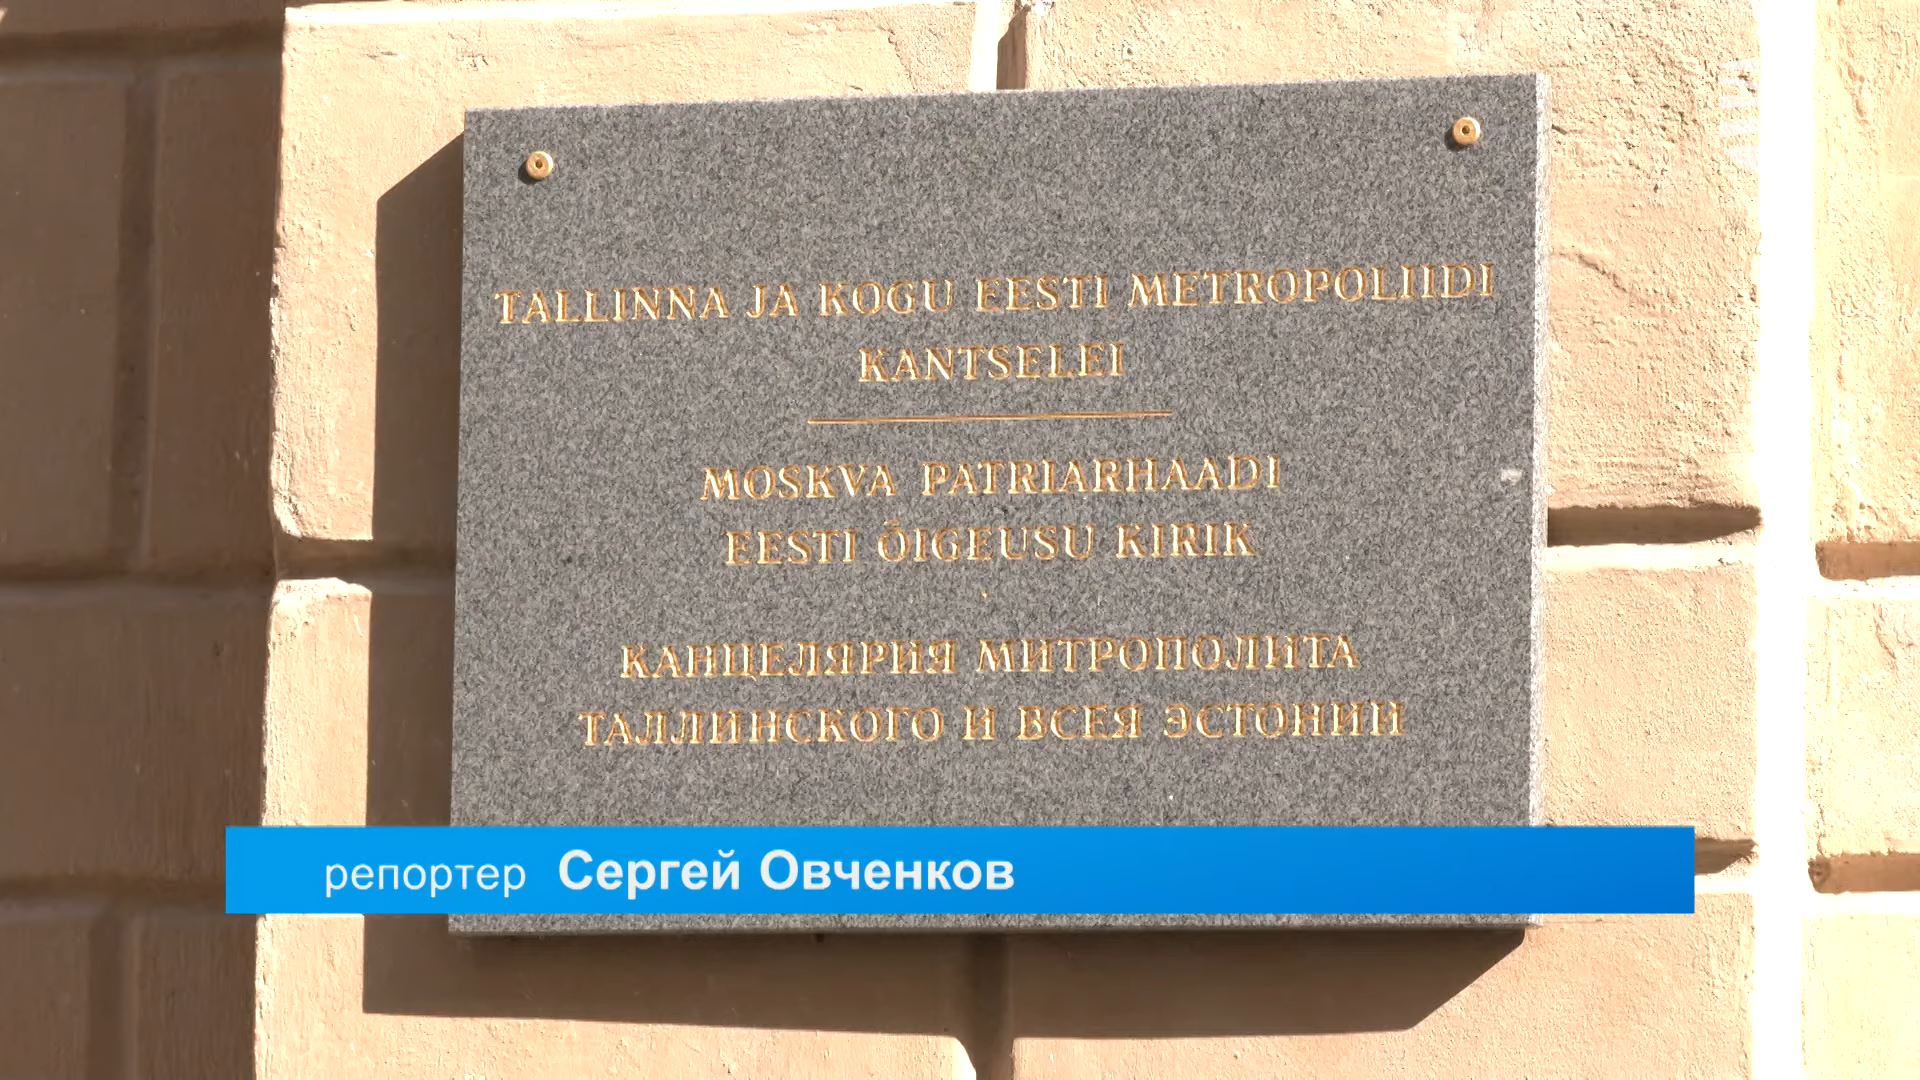 TALLINNA JA KOGU EESTI METROPOLIIDI
KANTSELEI
MOSKVA PATRIARHAADI
EESTI ÕIGEUSU KIRIK
КАНЦЕЛЯРИЯ МИТРОПОЛИТА
ТАЛЛИНСКОГО И ВСЕЯ ЭСТОНИИ
репортер Сергей Овченков